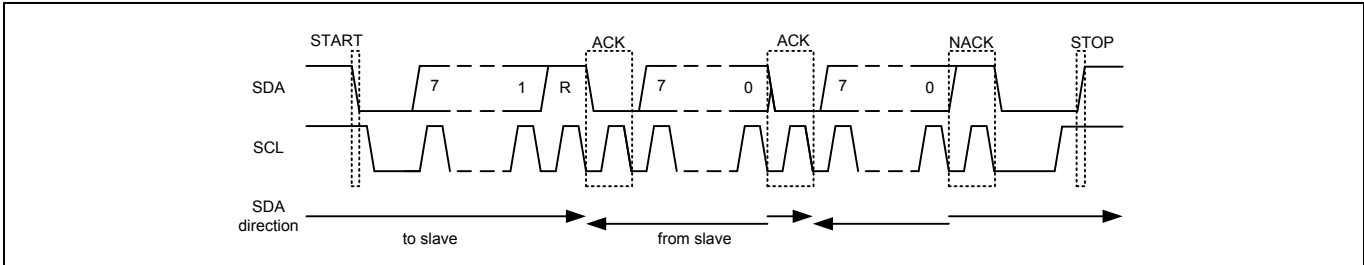 START ACK ACK NACK STOP
SDA 7 1 R 7 0 7 0
SCL
SDA
direction
to slave from slave